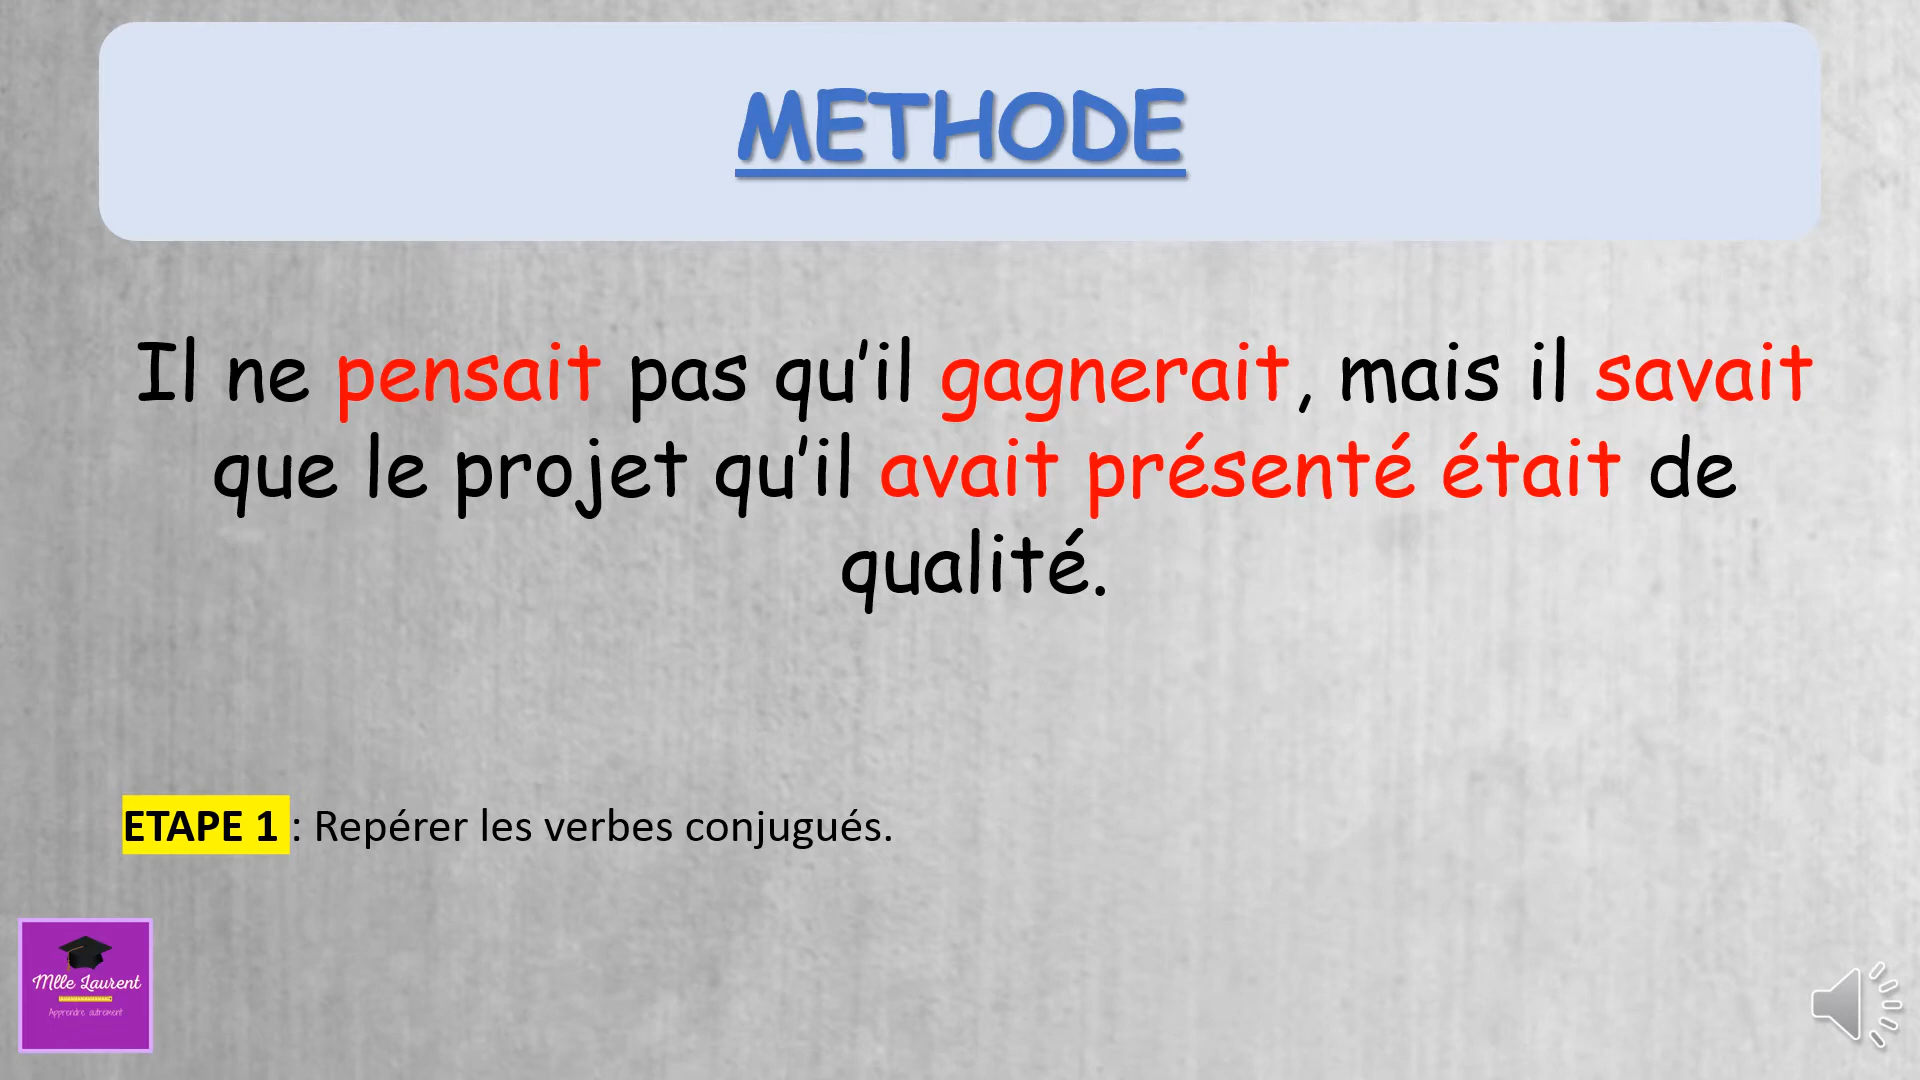 METHODE
Il ne pensait pas qu’il gagnerait, mais il savait
que le projet qu’il avait présenté était de
qualité.
ETAPE 1 : Repérer les verbes conjugués.
Mlle Laurent
Apprendre autrement